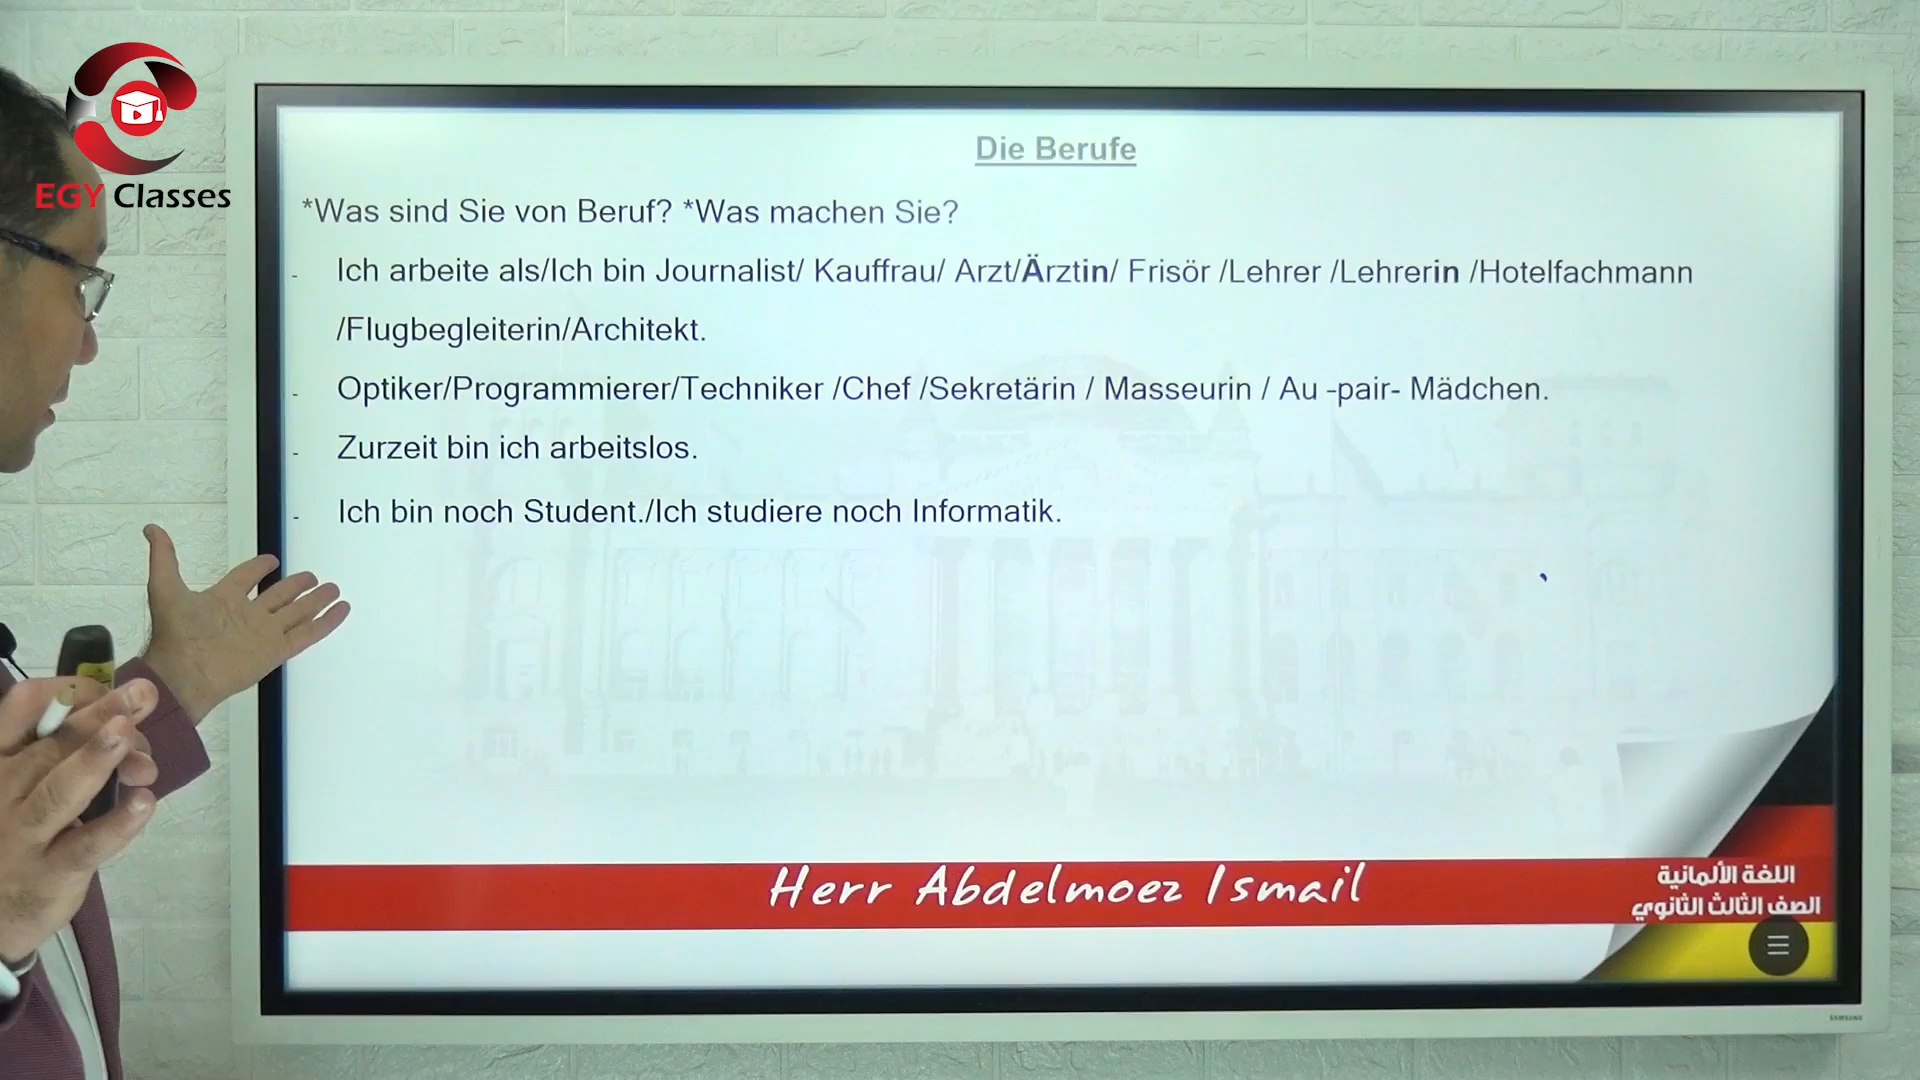 EGY Classes
Die Berufe
*Was sind Sie von Beruf? *Was machen Sie?
- Ich arbeite als/Ich bin Journalist/ Kauffrau/ Arzt/Ärztin/ Frisör /Lehrer /Lehrerin /Hotelfachmann
/Flugbegleiterin/Architekt.
- Optiker/Programmierer/Techniker /Chef /Sekretärin / Masseurin / Au -pair- Mädchen.
- Zurzeit bin ich arbeitslos.
- Ich bin noch Student./Ich studiere noch Informatik.
Herr Abdelmoez Ismail
اللغة الألمانية
الصف الثالث الثانوي
SAMSUNG